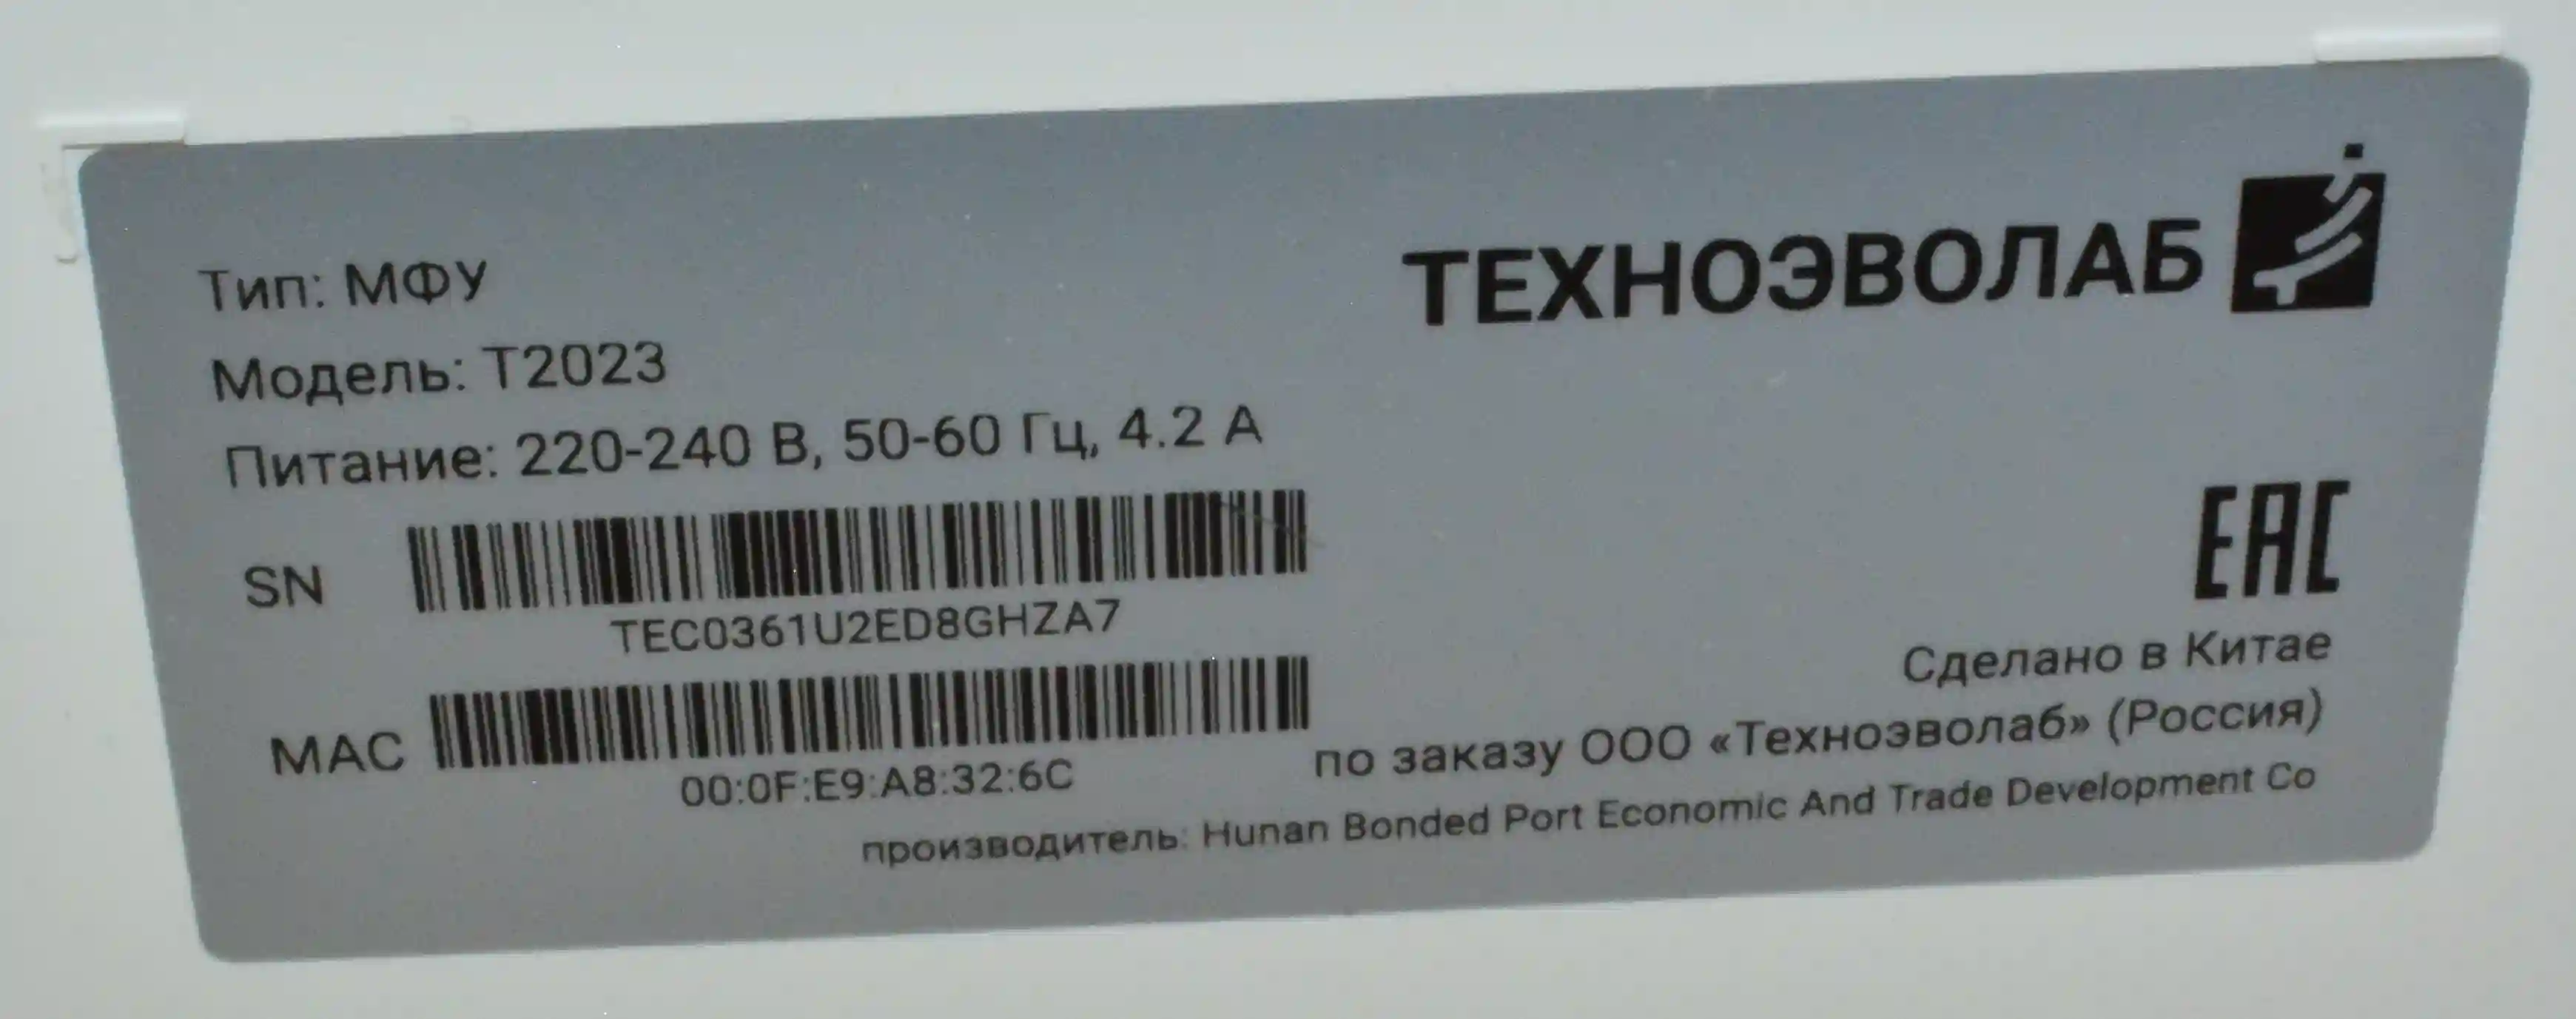 ТЕХНОЭВОЛАБ
Тип: МФУ
Модель: T2023
Питание: 220-240 В, 50-60 Гц, 4.2 А
SN
TEC0361U2ED8GHZA7
EAC
MAC
00:0F:E9:A8:32:6C
Сделано в Китае
по заказу ООО «Техноэволаб» (Россия)
производитель: Hunan Bonded Port Economic And Trade Development Co